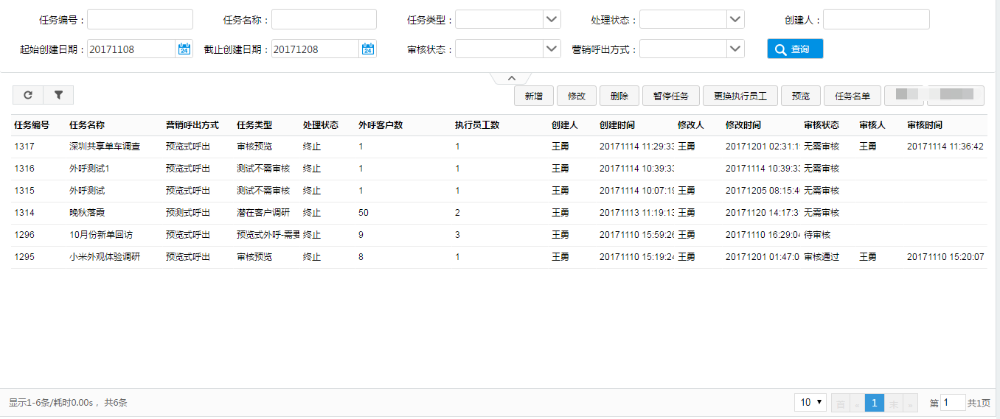 任务编号： 任务名称： 任务类型： 处理状态： 创建人：
起始创建日期：20171108 24 截止创建日期：20171208 24 审核状态： 营销呼出方式： 查询
新增 修改 删除 暂停任务 更换执行员工 预览 任务名单
任务编号 任务名称 营销呼出方式 任务类型 处理状态 外呼客户数 执行员工数 创建人 创建时间 修改人 修改时间 审核状态 审核人 审核时间
1317 深圳共享单车调查 预览式呼出 审核预览 终止 1 1 王勇 20171114 11:29:33 王勇 20171201 02:31:1 无需审核 王勇 20171114 11:36:42
1316 外呼测试1 预览式呼出 测试不需审核 终止 1 1 王勇 20171114 10:39:33 20171114 10:39:33 无需审核
1315 外呼测试 预览式呼出 测试不需审核 终止 1 1 王勇 20171114 10:07:19 王勇 20171205 08:15:4 无需审核
1314 晚秋落霞 预测式呼出 潜在客户调研 终止 50 2 王勇 20171113 11:19:13 王勇 20171120 14:17:3 无需审核
1296 10月份新单回访 预览式呼出 预览式外呼-需要 终止 9 3 王勇 20171110 15:59:26 王勇 20171110 16:29:04 待审核
1295 小米外观体验调研 预览式呼出 审核预览 终止 8 1 王勇 20171110 15:19:24 王勇 20171201 01:47:0 审核通过 王勇 20171110 15:20:07
显示1-6条/耗时0.00s ，共6条 10 首 « 1 末 » 第 1 共1页